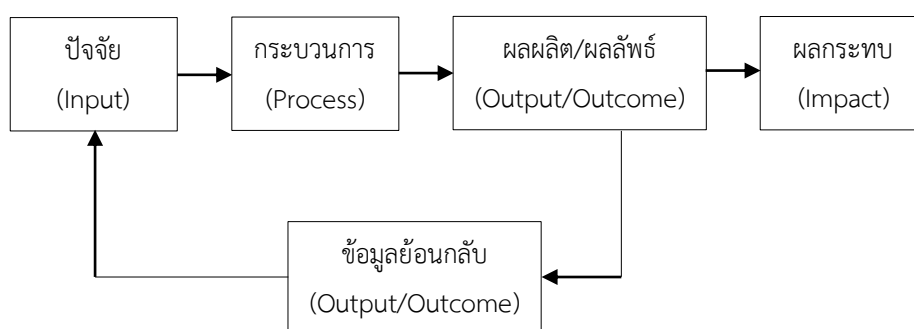 ปัจจัย
(Input)
กระบวนการ
(Process)
ผลผลิต/ผลลัพธ์
(Output/Outcome)
ผลกระทบ
(Impact)
ข้อมูลย้อนกลับ
(Output/Outcome)